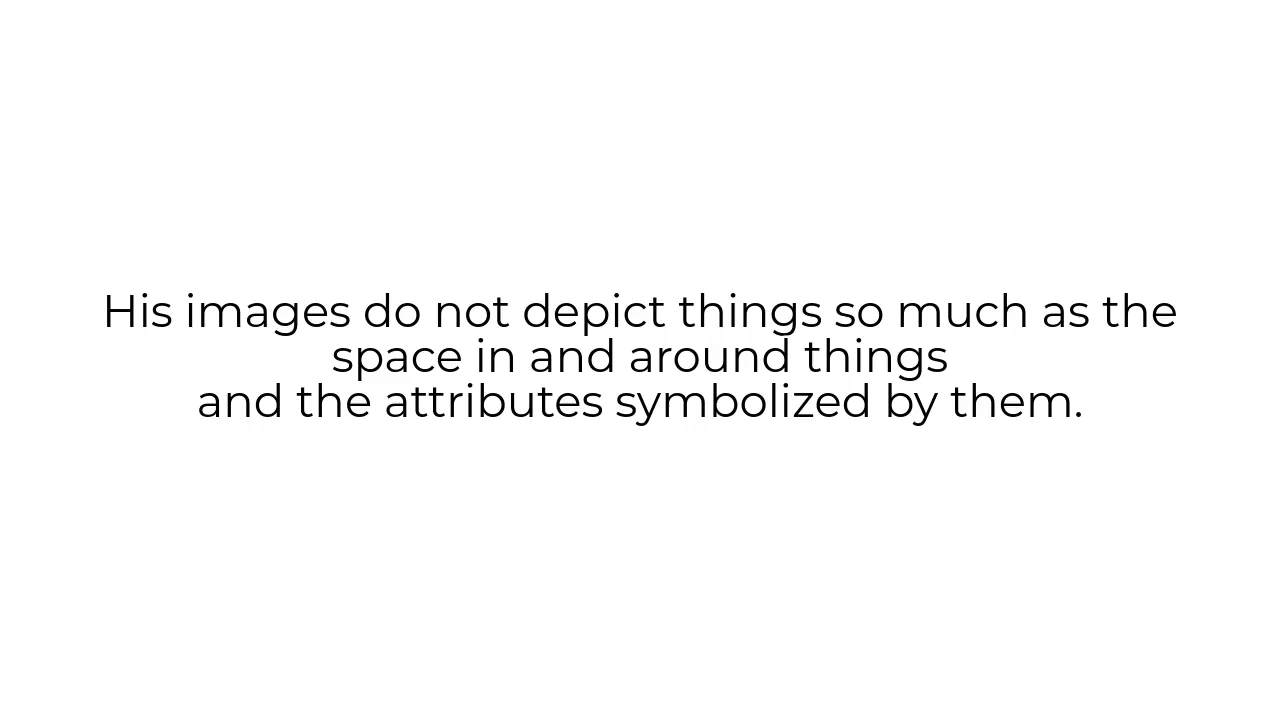 His images do not depict things so much as the
space in and around things
and the attributes symbolized by them.